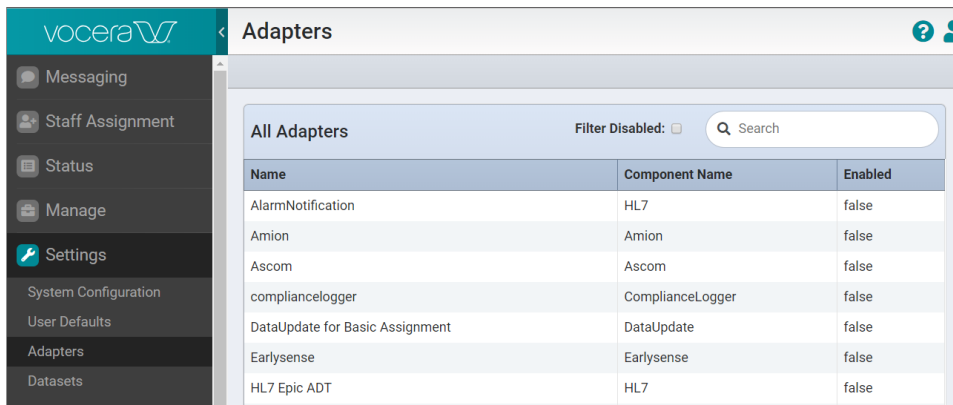 vocera
Adapters
Messaging
Staff Assignment
Status
Manage
Settings
System Configuration
User Defaults
Adapters
Datasets
All Adapters
Filter Disabled:
Search
Name Component Name Enabled
AlarmNotification HL7 false
Amion Amion false
Ascom Ascom false
compliancelogger ComplianceLogger false
DataUpdate for Basic Assignment DataUpdate false
Earlysense Earlysense false
HL7 Epic ADT HL7 false